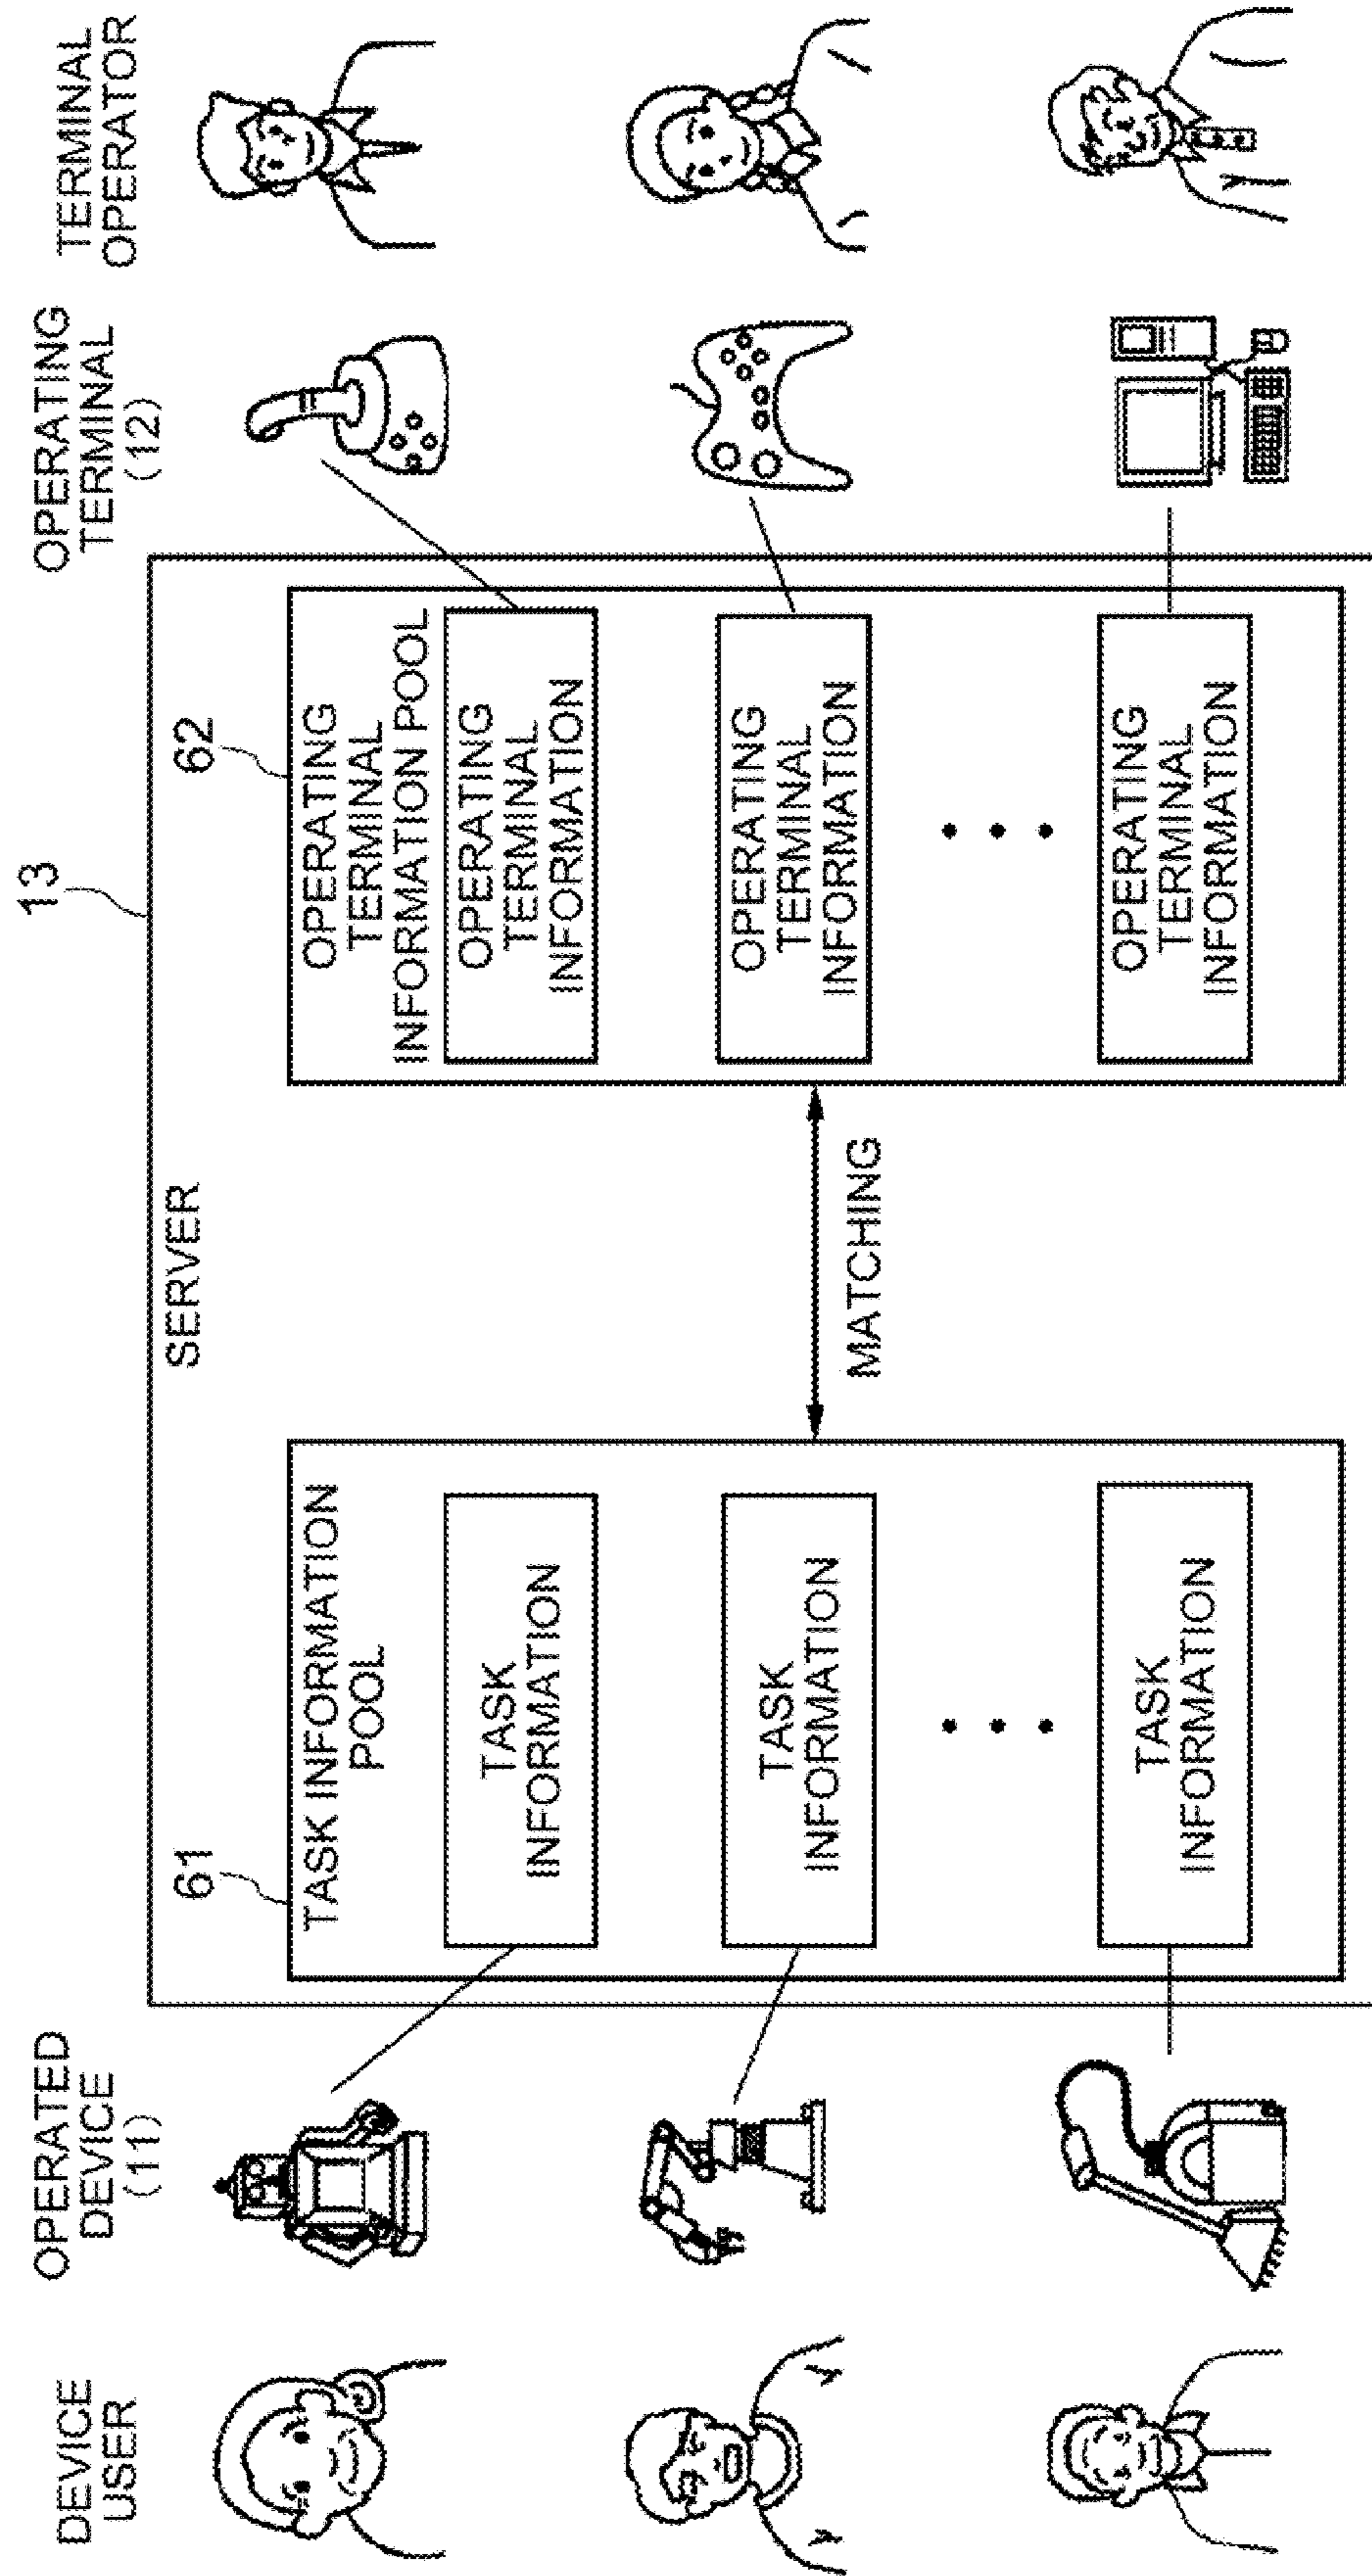 DEVICE
USER
OPERATED
DEVICE
(11)
13
SERVER
61
TASK INFORMATION
POOL
TASK
INFORMATION
TASK
INFORMATION
• • •
TASK
INFORMATION
MATCHING
62
OPERATING
TERMINAL
INFORMATION POOL
OPERATING
TERMINAL
INFORMATION
OPERATING
TERMINAL
INFORMATION
• • •
OPERATING
TERMINAL
INFORMATION
OPERATING
TERMINAL
(12)
TERMINAL
OPERATOR